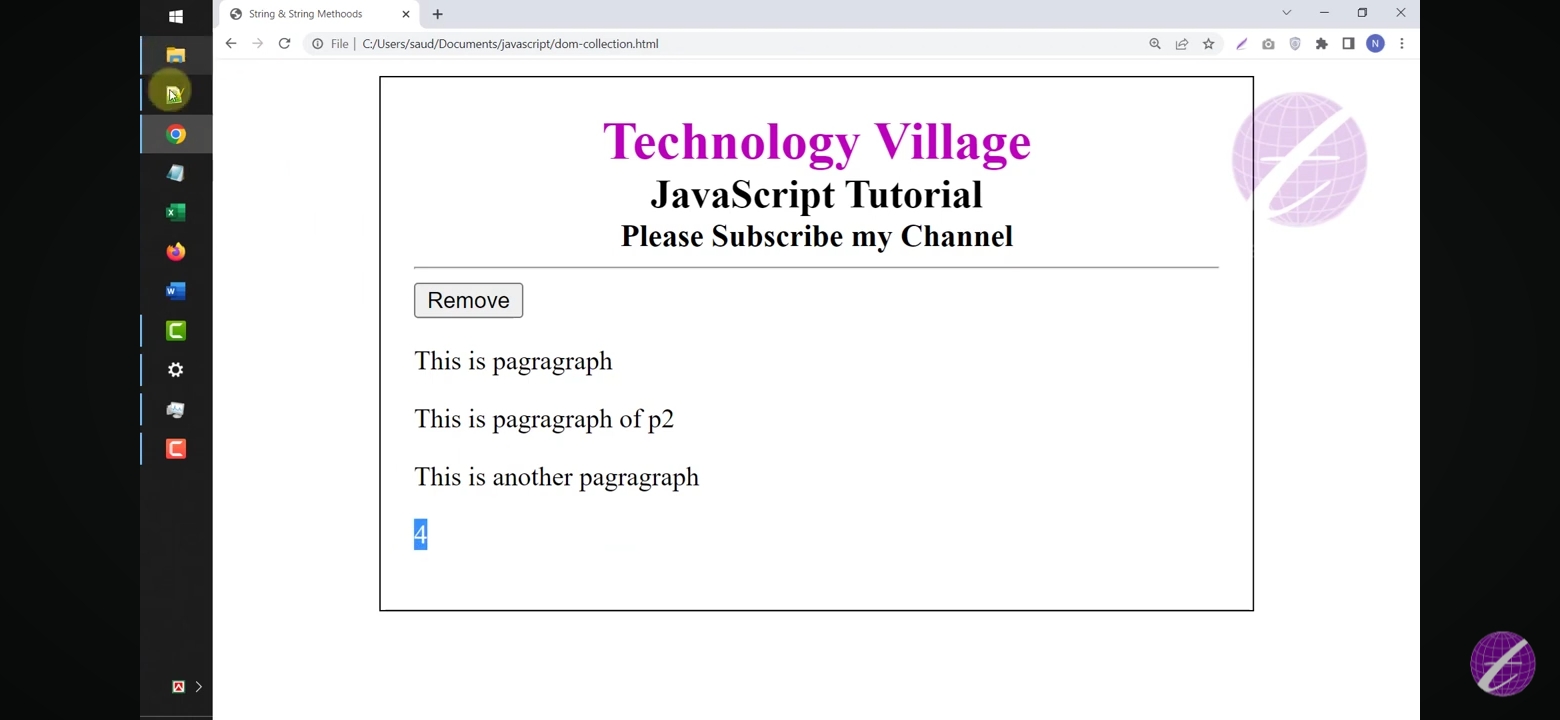 String & String Methoods
File
C:/Users/saud/Documents/javascript/dom-collection.html
N
Technology Village
JavaScript Tutorial
Please Subscribe my Channel
Remove
This is pagragraph
This is pagragraph of p2
This is another pagragraph
4